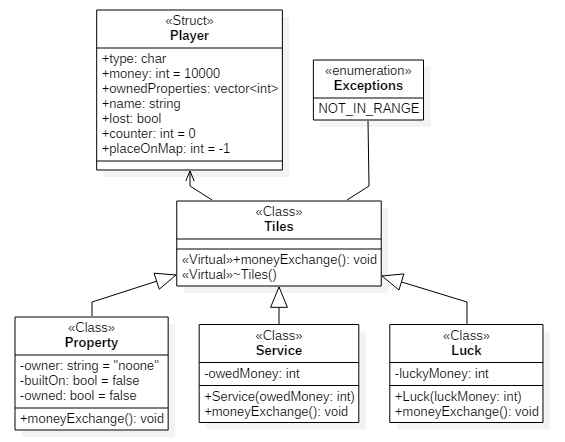 «Struct»
Player
+type: char
+money: int = 10000
+ownedProperties: vector<int>
+name: string
+lost: bool
+counter: int = 0
+placeOnMap: int = -1
«enumeration»
Exceptions
NOT_IN_RANGE
«Class»
Tiles
«Virtual»+moneyExchange(): void
«Virtual»~Tiles()
«Class»
Property
-owner: string = "noone"
-builtOn: bool = false
-owned: bool = false
+moneyExchange(): void
«Class»
Service
-owedMoney: int
+Service(owedMoney: int)
+moneyExchange(): void
«Class»
Luck
-luckyMoney: int
+Luck(luckMoney: int)
+moneyExchange(): void